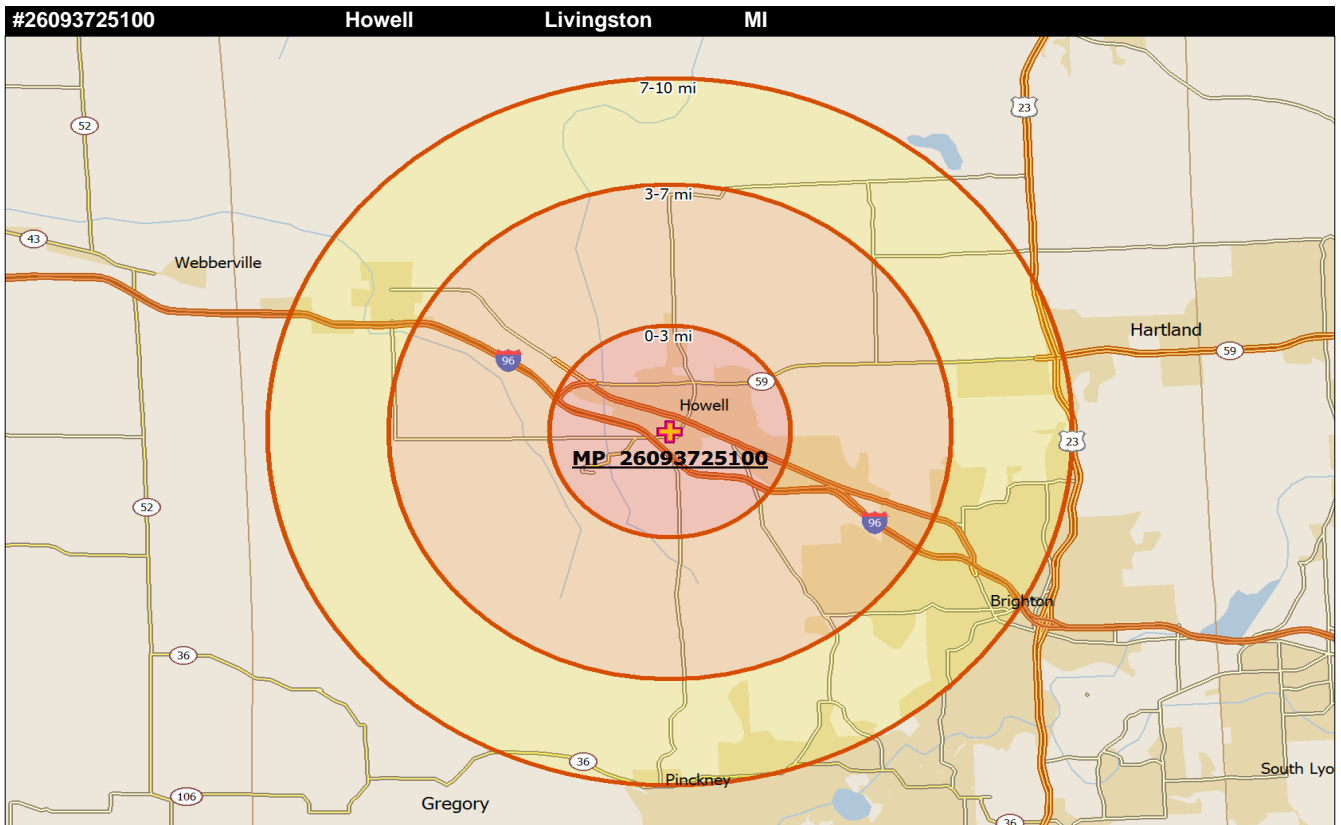 #26093725100 Howell Livingston MI
7-10 mi
23
52
3-7 mi
43
Webberville
Hartland
0-3 mi
59
96
59
Howell
23
MP 26093725100
52
96
Brighton
36
36
Pinckney
South Lyo
106
Gregory
36